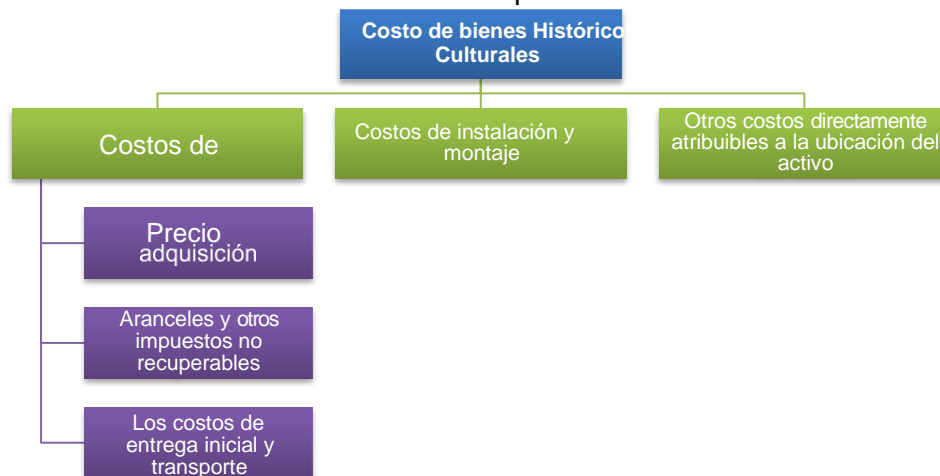 Costo de bienes Histórico
Culturales
Costos de
Costos de instalación y
montaje
Otros costos directamente
atribuibles a la ubicación del
activo
Precio
adquisición
Aranceles y otros
impuestos no
recuperables
Los costos de
entrega inicial y
transporte